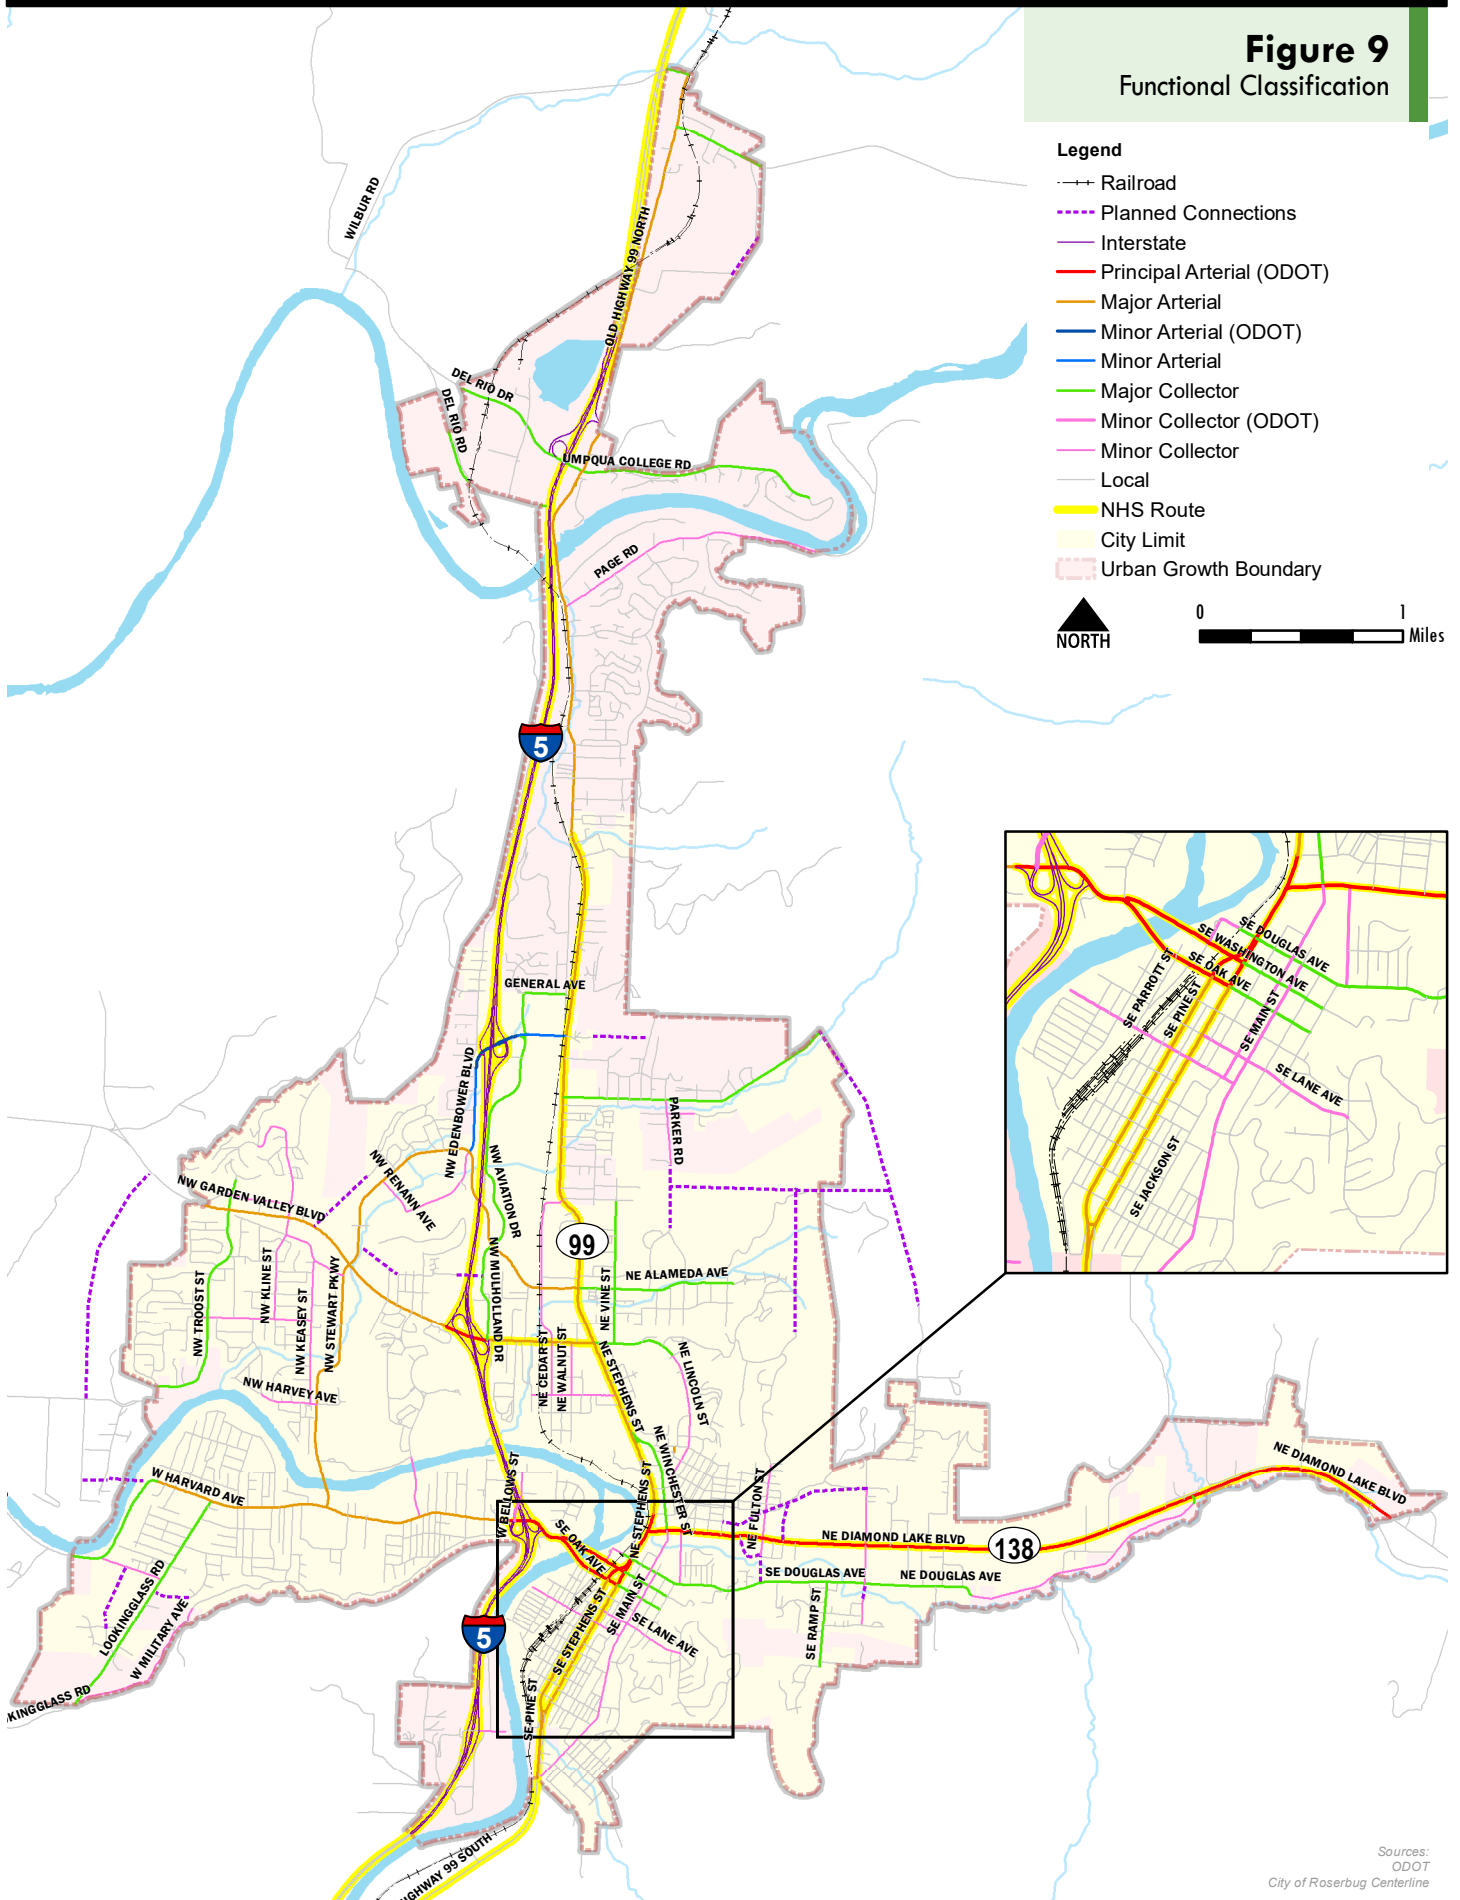 Figure 9
Functional Classification
Legend
Railroad
Planned Connections
Interstate
Principal Arterial (ODOT)
Major Arterial
Minor Arterial (ODOT)
Minor Arterial
Major Collector
Minor Collector (ODOT)
Minor Collector
Local
NHS Route
City Limit
Urban Growth Boundary
NORTH
0 1
Miles
WILBUR RD
OLD HIGHWAY 99 NORTH
DEL RIO DR
DEL RIO RD
UMPQUA COLLEGE RD
PAGE RD
5
GENERAL AVE
NW EDENBOWER BLVD
PARKER RD
NW RENANN AVE
NW AVIATION DR
NW GARDEN VALLEY BLVD
99
NE ALAMEDA AVE
NE VINE ST
NW MULHOLLAND DR
NW TROOST ST
NW KLINE ST
NW KEASEY ST
NW STEWART PKWY
NE CEDAR ST
NE WALNUT ST
NE STEPHENS ST
NE LINCOLN ST
NW HARVEY AVE
NE WINCHESTER ST
W HARVARD AVE
W BELLOWS ST
NE STEPHENS ST
NE FULTON ST
NE DIAMOND LAKE BLVD
NE DIAMOND LAKE BLVD
138
SE OAK AVE
SE DOUGLAS AVE
NE DOUGLAS AVE
LOOKINGGLASS RD
W MILITARY AVE
SE STEPHENS ST
SE MAIN ST
SE LANE AVE
SE RAMP ST
5
SE PINE ST
KINGGLASS RD
IGHWAY 99 SOUTH
SE DOUGLAS AVE
SE WASHINGTON AVE
SE OAK AVE
SE PARROTT ST
SE PINE ST
SE MAIN ST
SE LANE AVE
SE JACKSON ST
Sources:
ODOT
City of Roserbug Centerline